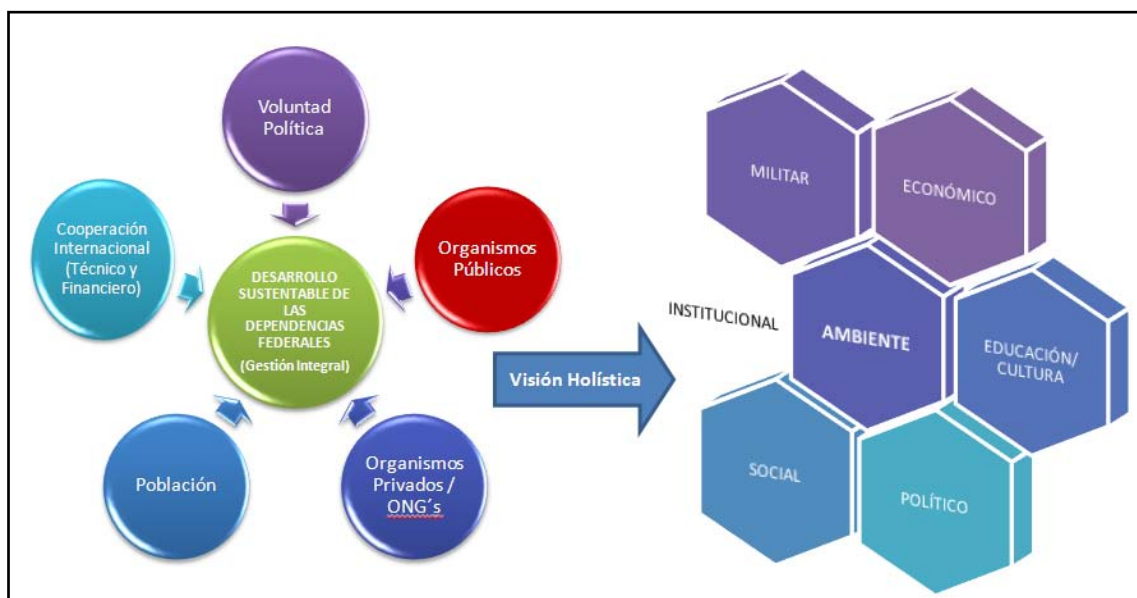 Voluntad
Política
Cooperación
Internacional
(Técnico y
Financiero)
Organismos
Públicos
DESARROLLO
SUSTENTABLE DE
LAS
DEPENDENCIAS
FEDERALES
(Gestión Integral)
Población
Organismos
Privados /
ONG´s
Visión Holística
MILITAR
ECONÓMICO
INSTITUCIONAL
AMBIENTE
EDUCACIÓN/
CULTURA
SOCIAL
POLÍTICO